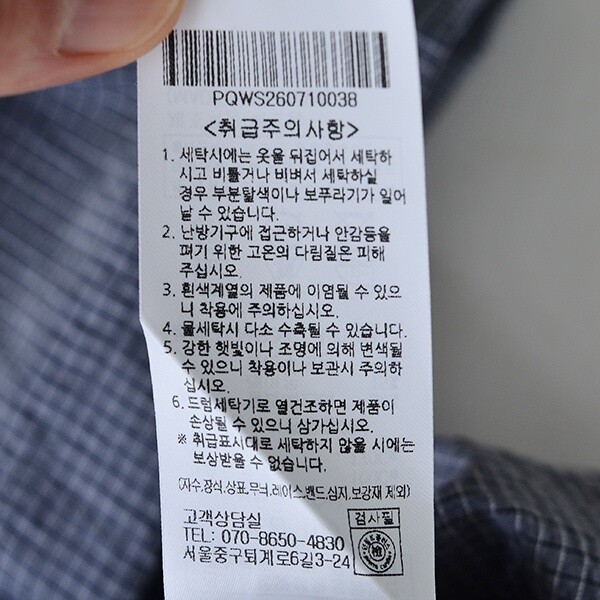 PQWS260710038
<취급주의사항>
1. 세탁시에는 옷을 뒤집어서 세탁하
시고 비틀거나 비벼서 세탁하실
경우 부분탈색이나 보푸라기가 일어
날 수 있습니다.
2. 난방기구에 접근하거나 안감등을
펴기 위한 고온의 다림질은 피해
주십시오.
3. 흰색계열의 제품에 이염될 수 있으
니 착용에 주의하십시오.
4. 물세탁시 다소 수축될 수 있습니다.
5. 강한 햇빛이나 조명에 의해 변색될
수 있으니 착용이나 보관시 주의하
십시오.
6. 드럼세탁기로 열건조하면 제품이
손상될 수 있으니 삼가십시오.
※ 취급표시대로 세탁하지 않을 시에는
보상받을 수 없습니다.
(자수,장식,상표,무늬,레이스,밴드,심지,보강재 제외)
고객상담실
TEL: 070-8650-4830
서울중구퇴계로6길3-24
검사필